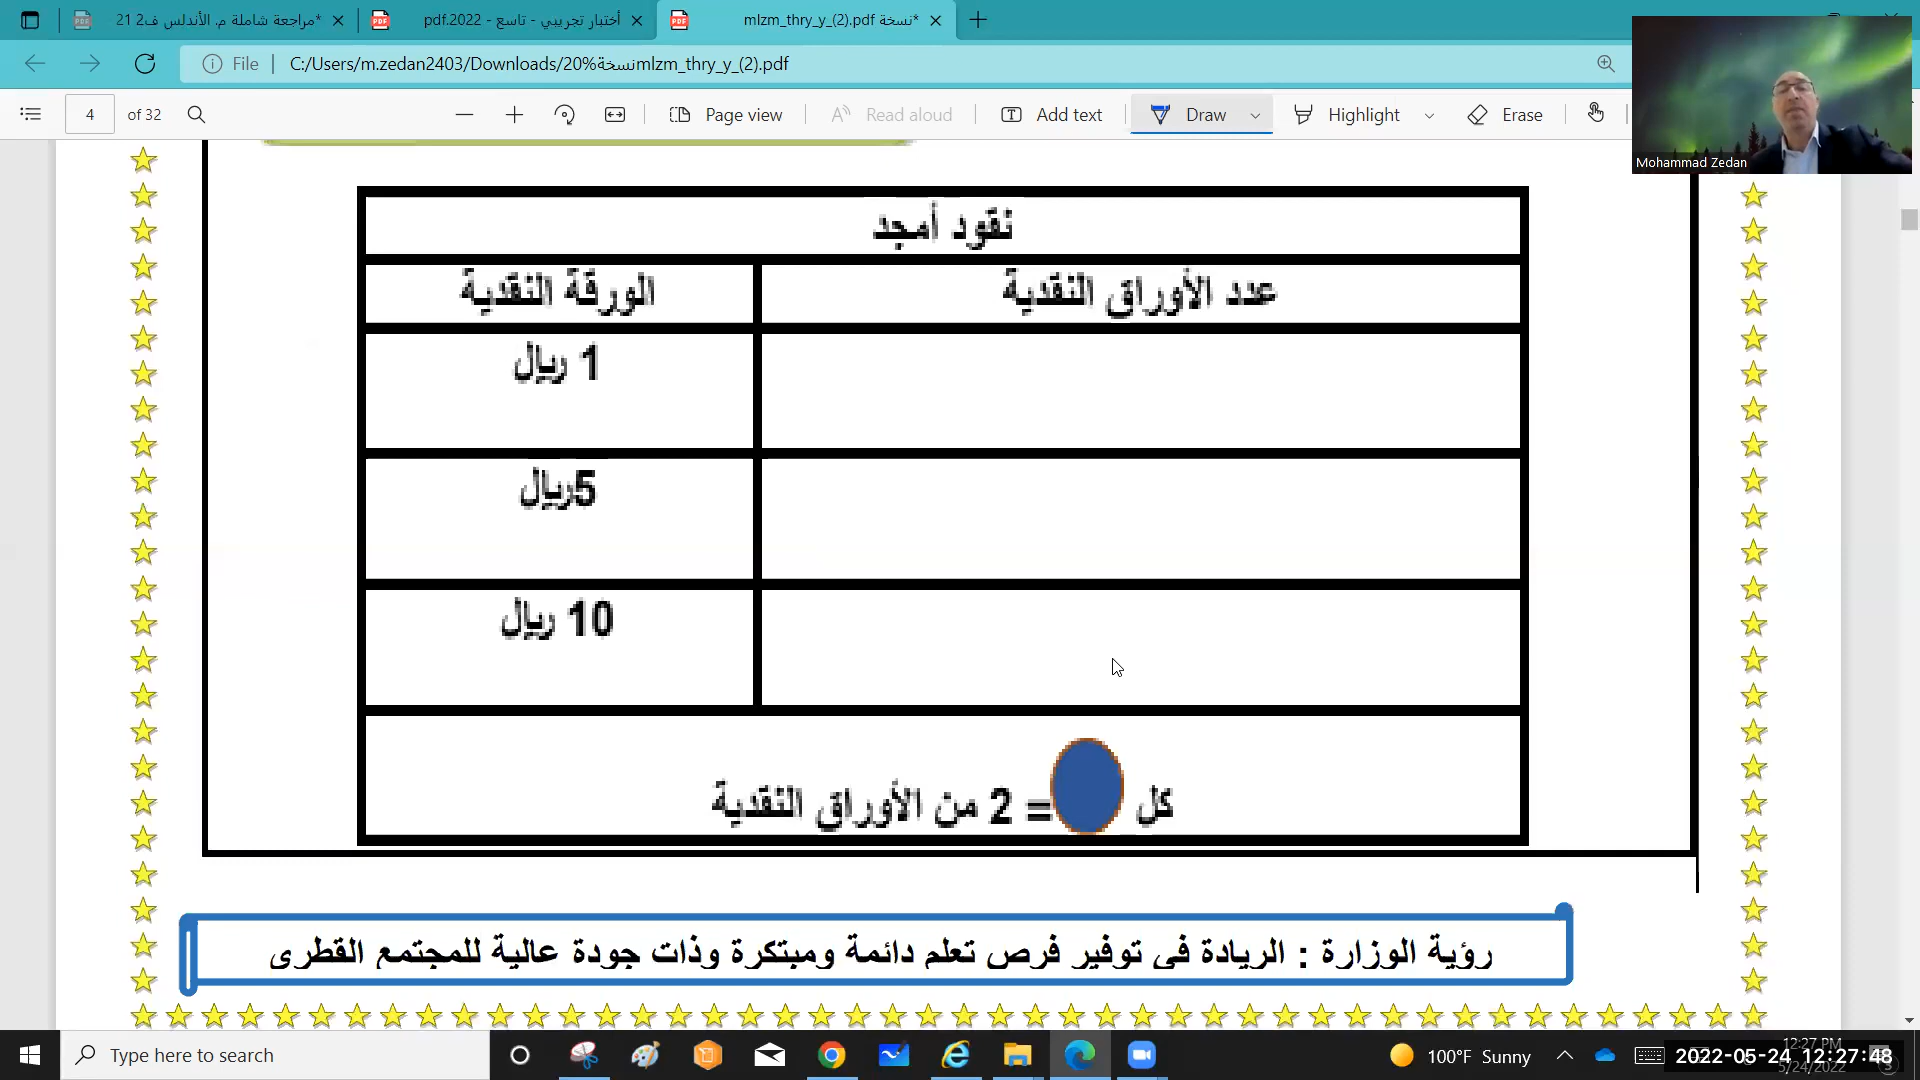 *مراجعة شاملة م. الأندلس ف2 21
أختبار تجريبي - تاسع - 2022.pdf
*نسخة mlzm_thry_y_(2).pdf
File
C:/Users/m.zedan2403/Downloads/20%نسخةmlzm_thry_y_(2).pdf
4 of 32
Page view
Read aloud
Add text
Draw
Highlight
Erase
Mohammad Zedan
نقود أمجد
عدد الأوراق النقدية
الورقة النقدية
1 ريال
5ريال
10 ريال
كل = 2 من الأوراق النقدية
رؤية الوزارة : الريادة في توفير فرص تعلم دائمة ومبتكرة وذات جودة عالية للمجتمع القطري
Type here to search
100°F Sunny
12:27 PM
5/24/2022
2022-05-24 12:27:48